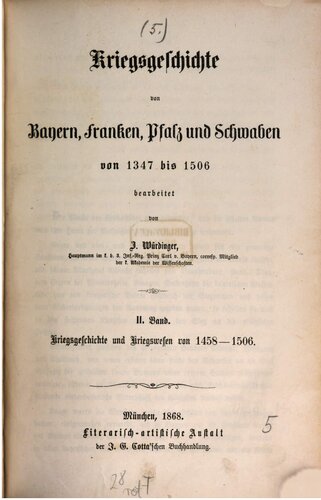 (5.)
Kriegsgeschichte
von
Bayern, Franken, Pfalz und Schwaben
von 1347 bis 1506
bearbeitet
von
J. Würdinger,
Hauptmann im k. b. 3. Inf.-Reg. Prinz Carl v. Bayern, corresp. Mitglied
der k. Akademie der Wissenschaften.
II. Band.
Kriegsgeschichte und Kriegswesen von 1458—1506.
München, 1868.
Literarisch-artistische Anstalt
der J. G. Cotta'schen Buchhandlung.
5
28